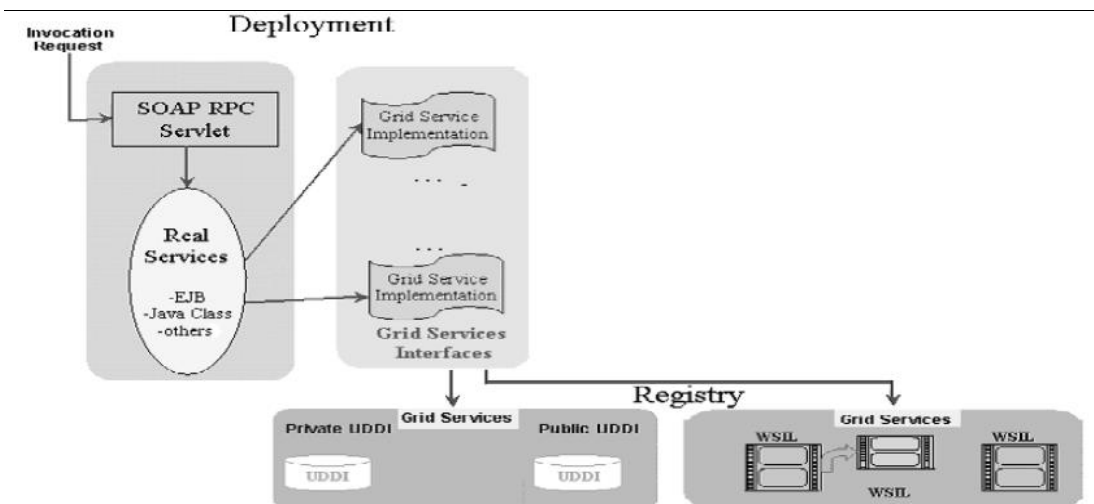 Deployment
Invocation
Request
SOAP RPC
Servlet
Real
Services
-EJB
-Java Class
-others
Grid Service
Implementation
... -
...
Grid Service
Implementation
Grid Services
Interfaces
Registry
Grid Services
Private UDDI
Public UDDI
UDDI
UDDI
Grid Services
WSIL
WSIL
WSIL